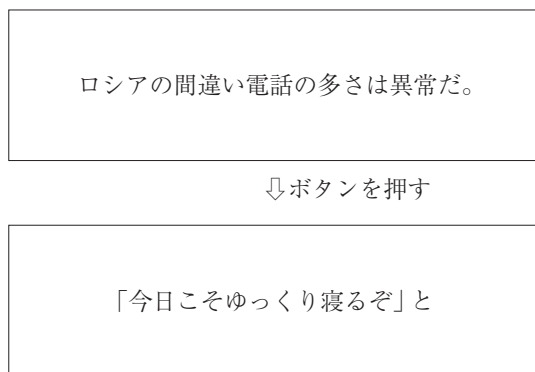 ロシアの間違い電話の多さは異常だ。
⇩ボタンを押す
「今日こそゆっくり寝るぞ」と